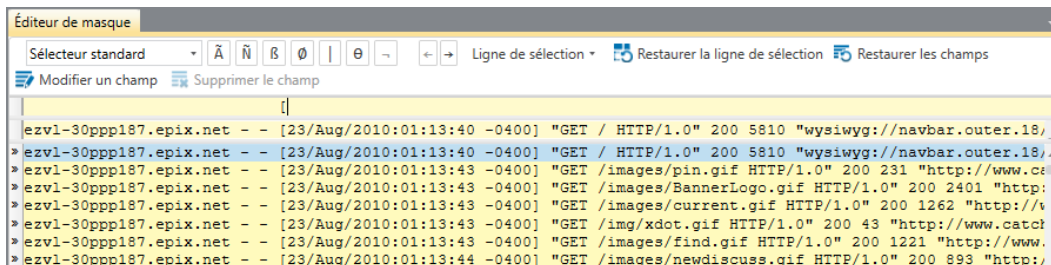 Éditeur de masque
Sélecteur standard Ã Ñ ß Ø | Ɵ ¬ ← → Ligne de sélection Restaurer la ligne de sélection Restaurer les champs
Modifier un champ Supprimer le champ
[
ezvl-30ppp187.epix.net - - [23/Aug/2010:01:13:40 -0400] "GET / HTTP/1.0" 200 5810 "wysiwyg://navbar.outer.18/
» ezvl-30ppp187.epix.net - - [23/Aug/2010:01:13:40 -0400] "GET / HTTP/1.0" 200 5810 "wysiwyg://navbar.outer.18/
» ezvl-30ppp187.epix.net - - [23/Aug/2010:01:13:43 -0400] "GET /images/pin.gif HTTP/1.0" 200 231 "http://www.ca
» ezvl-30ppp187.epix.net - - [23/Aug/2010:01:13:43 -0400] "GET /images/BannerLogo.gif HTTP/1.0" 200 2401 "http:
» ezvl-30ppp187.epix.net - - [23/Aug/2010:01:13:43 -0400] "GET /images/current.gif HTTP/1.0" 200 1262 "http://w
» ezvl-30ppp187.epix.net - - [23/Aug/2010:01:13:43 -0400] "GET /img/xdot.gif HTTP/1.0" 200 43 "http://www.catch
» ezvl-30ppp187.epix.net - - [23/Aug/2010:01:13:44 -0400] "GET /images/find.gif HTTP/1.0" 200 1221 "http://www.
» ezvl-30ppp187.epix.net - - [23/Aug/2010:01:13:44 -0400] "GET /images/newdiscuss.gif HTTP/1.0" 200 893 "http:/